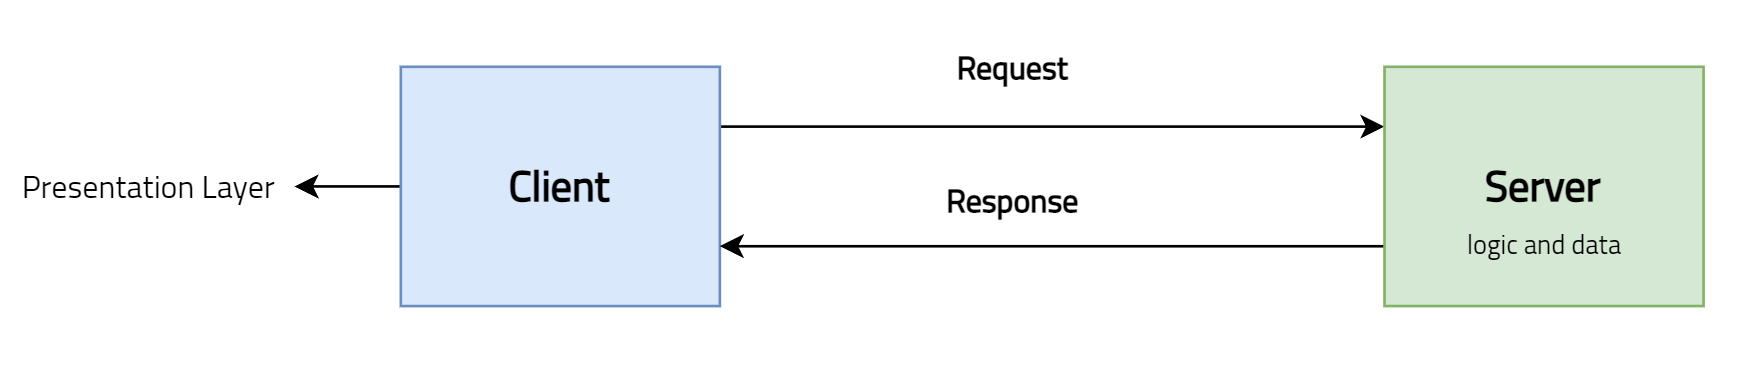 Request
Presentation Layer
Client
Response
Server
logic and data